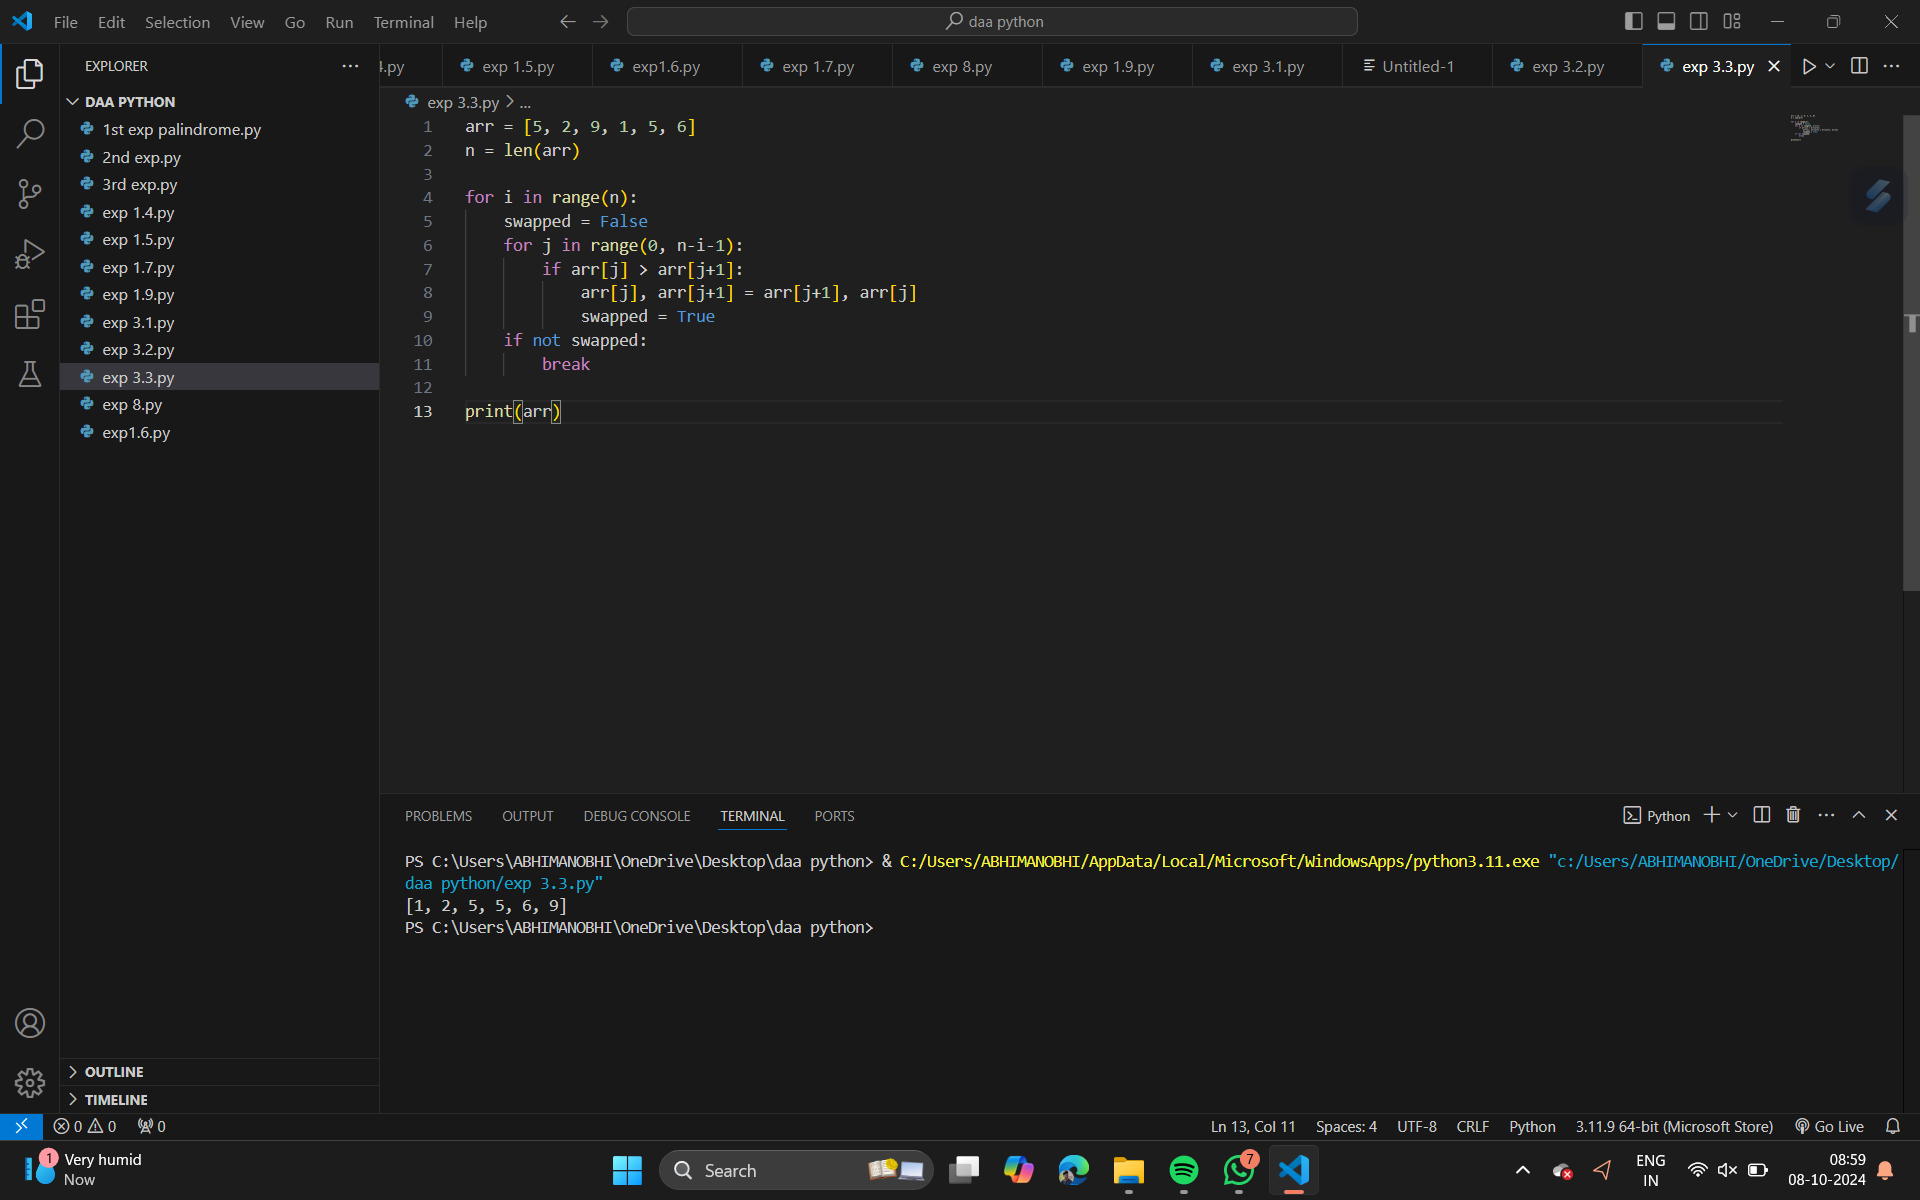 File Edit Selection View Go Run Terminal Help
daa python
EXPLORER
4.py
exp 1.5.py
exp1.6.py
exp 1.7.py
exp 8.py
exp 1.9.py
exp 3.1.py
Untitled-1
exp 3.2.py
exp 3.3.py
DAA PYTHON
1st exp palindrome.py
2nd exp.py
3rd exp.py
exp 1.4.py
exp 1.5.py
exp 1.7.py
exp 1.9.py
exp 3.1.py
exp 3.2.py
exp 3.3.py
exp 8.py
exp1.6.py
OUTLINE
TIMELINE
exp 3.3.py > ...
1 arr = [5, 2, 9, 1, 5, 6]
2 n = len(arr)
3
4 for i in range(n):
5     swapped = False
6     for j in range(0, n-i-1):
7         if arr[j] > arr[j+1]:
8             arr[j], arr[j+1] = arr[j+1], arr[j]
9             swapped = True
10     if not swapped:
11         break
12
13 print(arr)
PROBLEMS OUTPUT DEBUG CONSOLE TERMINAL PORTS
Python
PS C:\Users\ABHIMANOBHI\OneDrive\Desktop\daa python> & C:/Users/ABHIMANOBHI/AppData/Local/Microsoft/WindowsApps/python3.11.exe "c:/Users/ABHIMANOBHI/OneDrive/Desktop/
daa python/exp 3.3.py"
[1, 2, 5, 5, 6, 9]
PS C:\Users\ABHIMANOBHI\OneDrive\Desktop\daa python>
0 0 0
Ln 13, Col 11 Spaces: 4 UTF-8 CRLF Python 3.11.9 64-bit (Microsoft Store) Go Live
1
Very humid
Now
Search
7
ENG
IN
08:59
08-10-2024